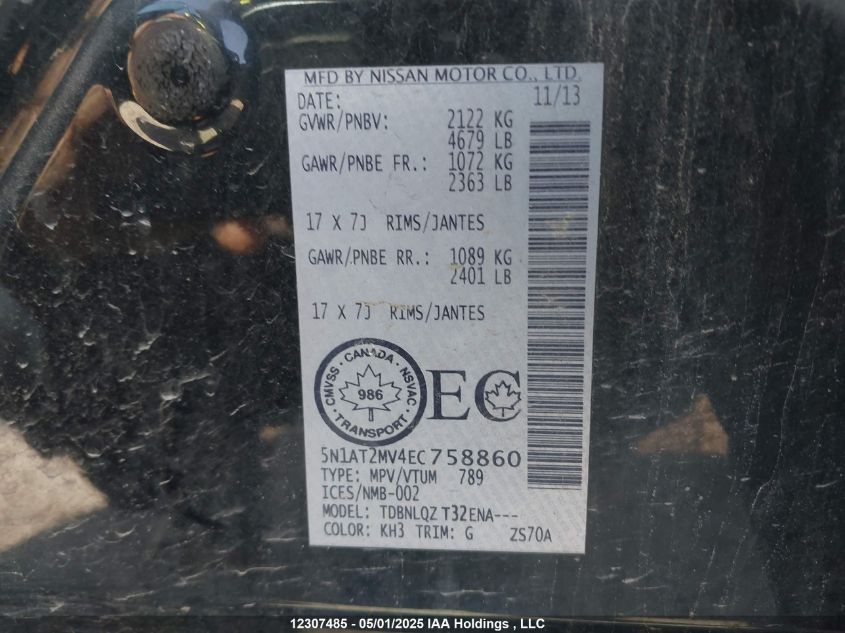 MFD BY NISSAN MOTOR CO., LTD.
DATE: 11/13
GVWR/PNBV: 2122 KG
4679 LB
GAWR/PNBE FR.: 1072 KG
2363 LB
17 X 7J RIMS/JANTES
GAWR/PNBE RR.: 1089 KG
2401 LB
17 X 7J RIMS/JANTES
CMVSS · CANADA · NSVAC
986
· TRANSPORT ·
EC
5N1AT2MV4EC758860
TYPE: MPV/VTUM 789
ICES/NMB-002
MODEL: TDBNLQZ T32ENA---
COLOR: KH3 TRIM: G ZS70A
12307485 - 05/01/2025 IAA Holdings , LLC